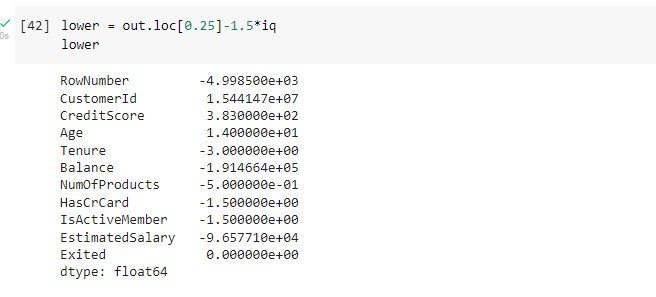 [42] lower = out.loc[0.25]-1.5*iq
lower
0s
RowNumber -4.998500e+03
CustomerId 1.544147e+07
CreditScore 3.830000e+02
Age 1.400000e+01
Tenure -3.000000e+00
Balance -1.914664e+05
NumOfProducts -5.000000e-01
HasCrCard -1.500000e+00
IsActiveMember -1.500000e+00
EstimatedSalary -9.657710e+04
Exited 0.000000e+00
dtype: float64